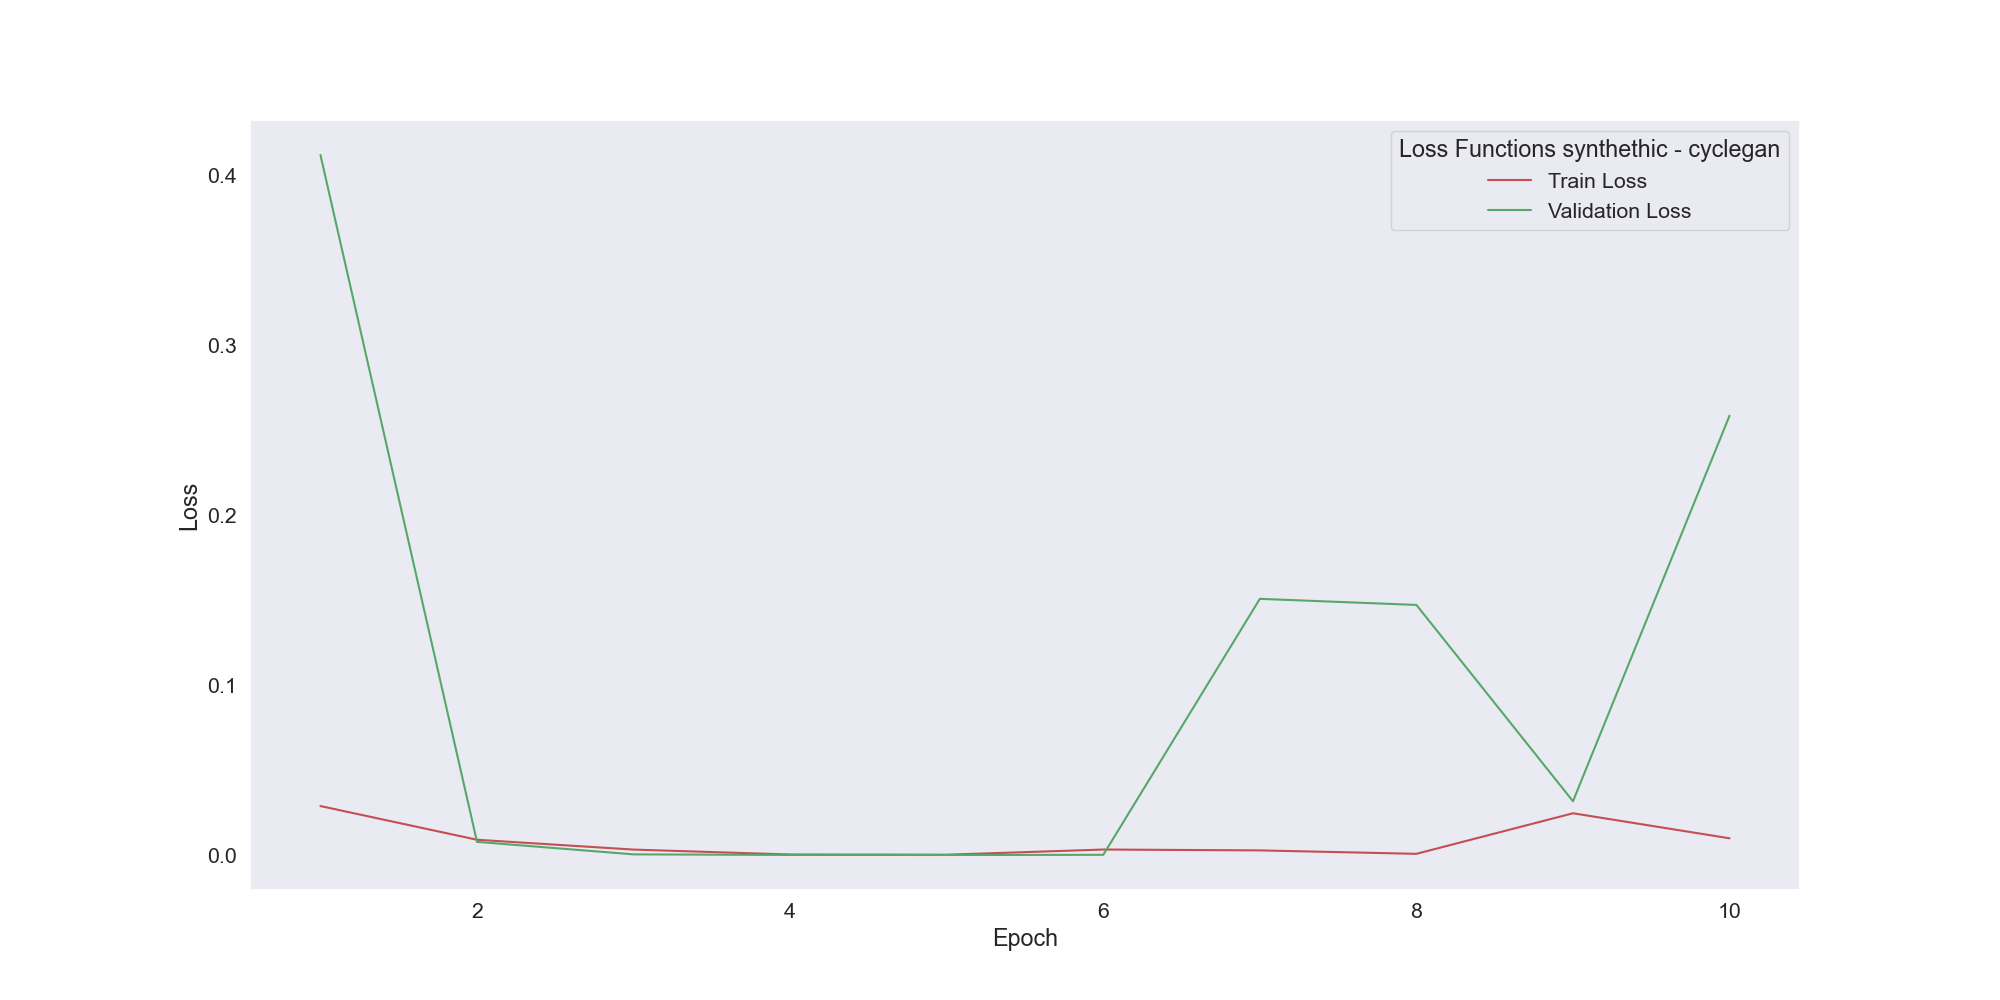 Loss Functions synthethic - cyclegan
Train Loss
Validation Loss
0.4
0.3
0.2
0.1
0.0
Loss
2 4 6 8 10
Epoch